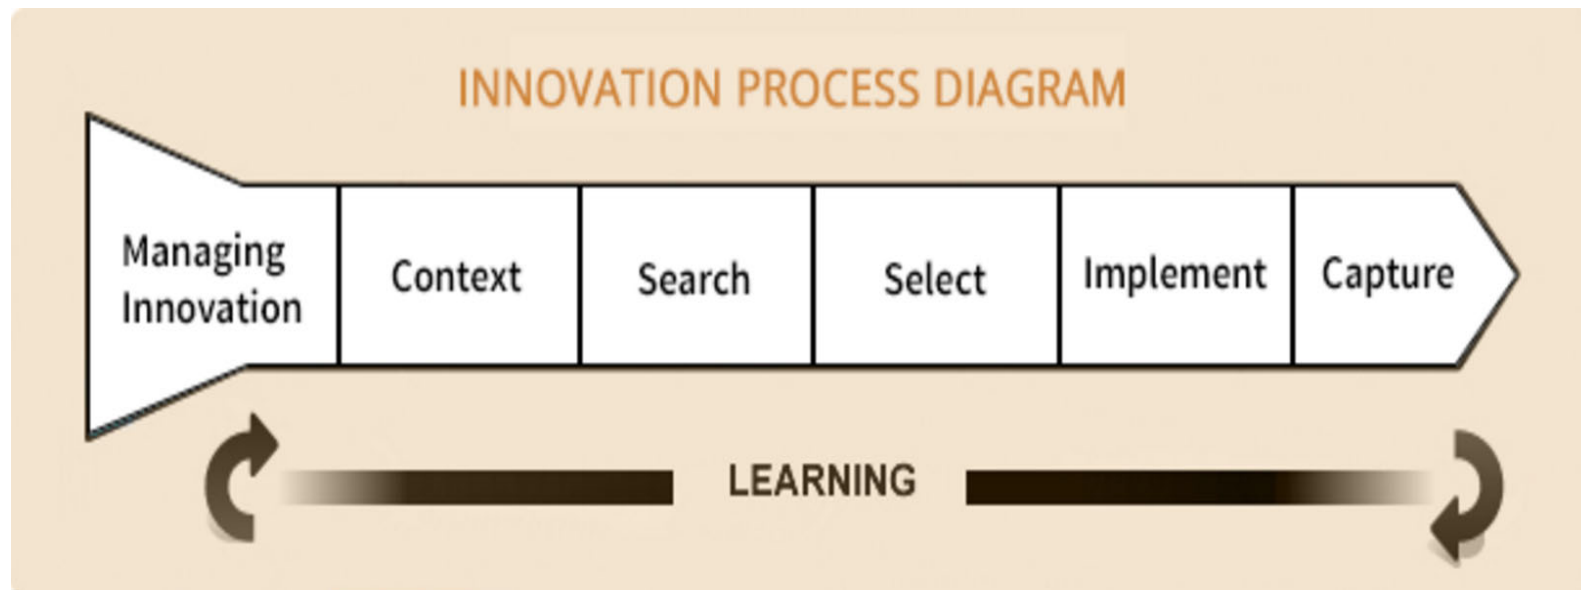 INNOVATION PROCESS DIAGRAM
Managing
Innovation
Context
Search
Select
Implement
Capture
LEARNING